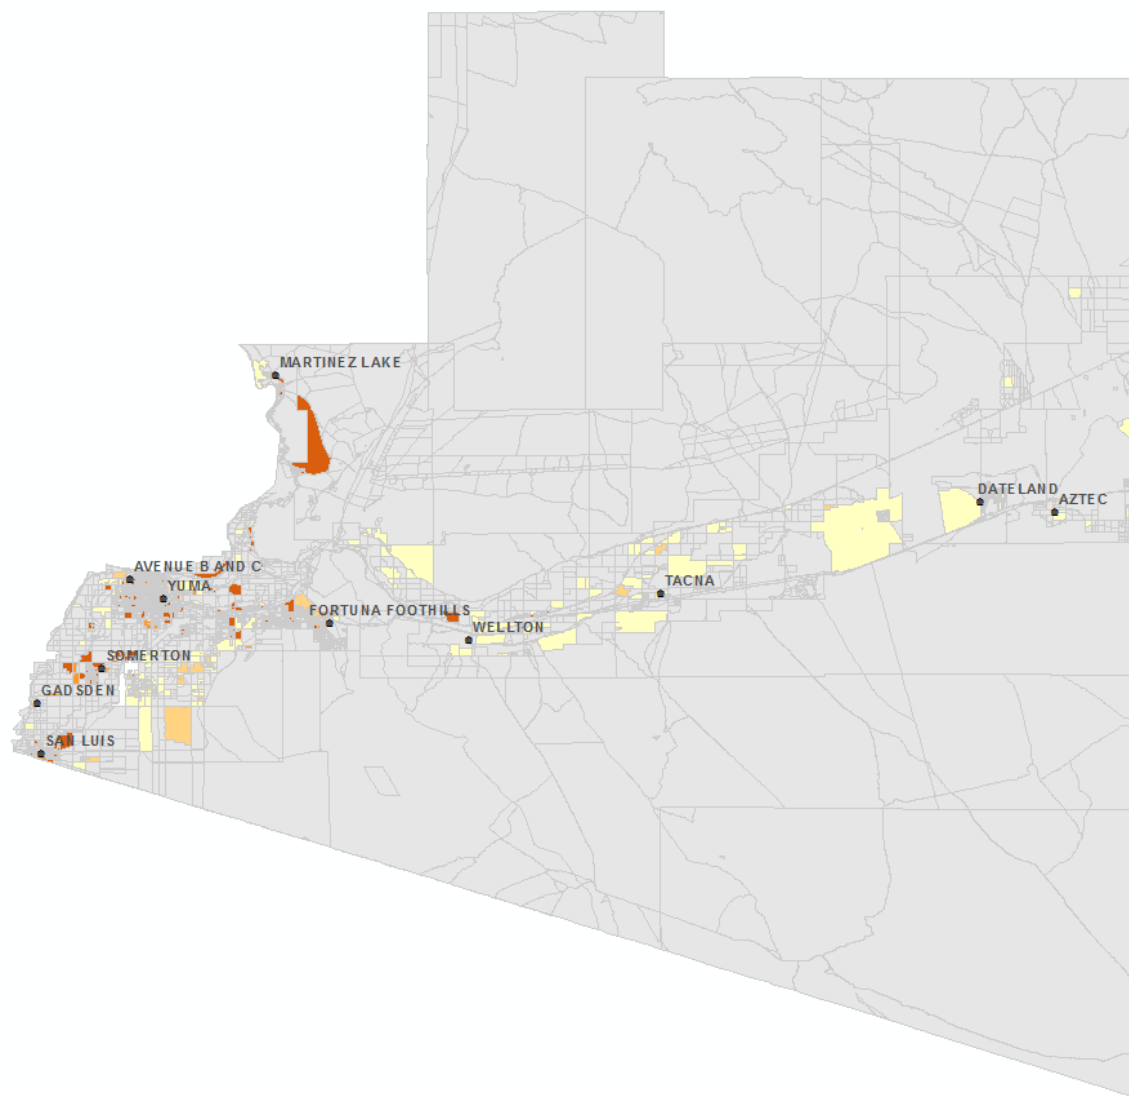 MARTINEZ LAKE
DATELAND
AZTEC
AVENUE B AND C
YUMA
TACNA
FORTUNA FOOTHILLS
WELLTON
SOMERTON
GADSDEN
SAN LUIS